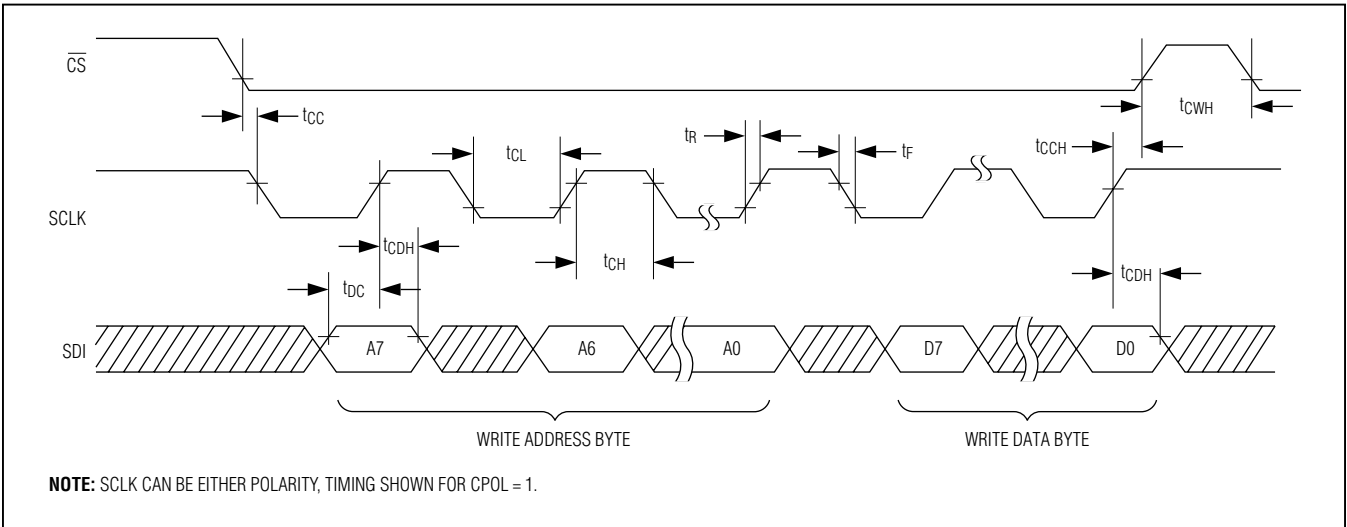 CS
tCC
tCWH
tCL
tR
tF
tCCH
SCLK
tCDH
tCH
tCDH
tDC
SDI
A7
A6
A0
D7
D0
WRITE ADDRESS BYTE
WRITE DATA BYTE
NOTE: SCLK CAN BE EITHER POLARITY, TIMING SHOWN FOR CPOL = 1.